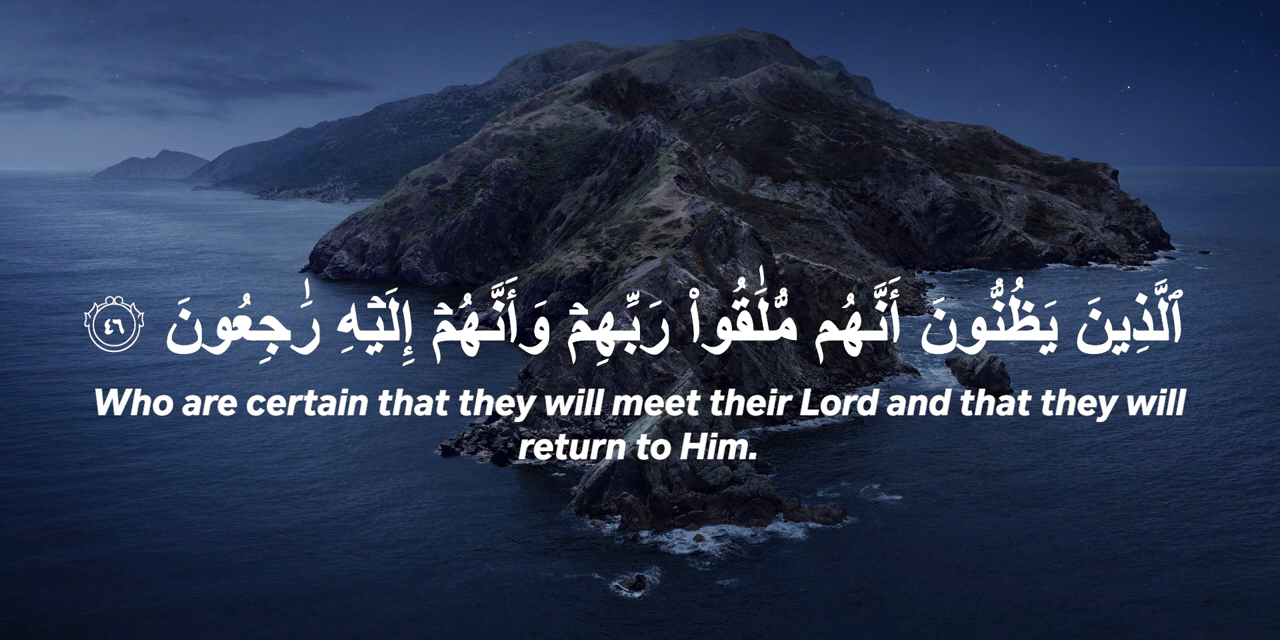 ٱلَّذِينَ يَظُنُّونَ أَنَّهُم مُّلَٰقُوا۟ رَبِّهِمْ وَأَنَّهُمْ إِلَيْهِ رَٰجِعُونَ ٤٦
Who are certain that they will meet their Lord and that they will
return to Him.